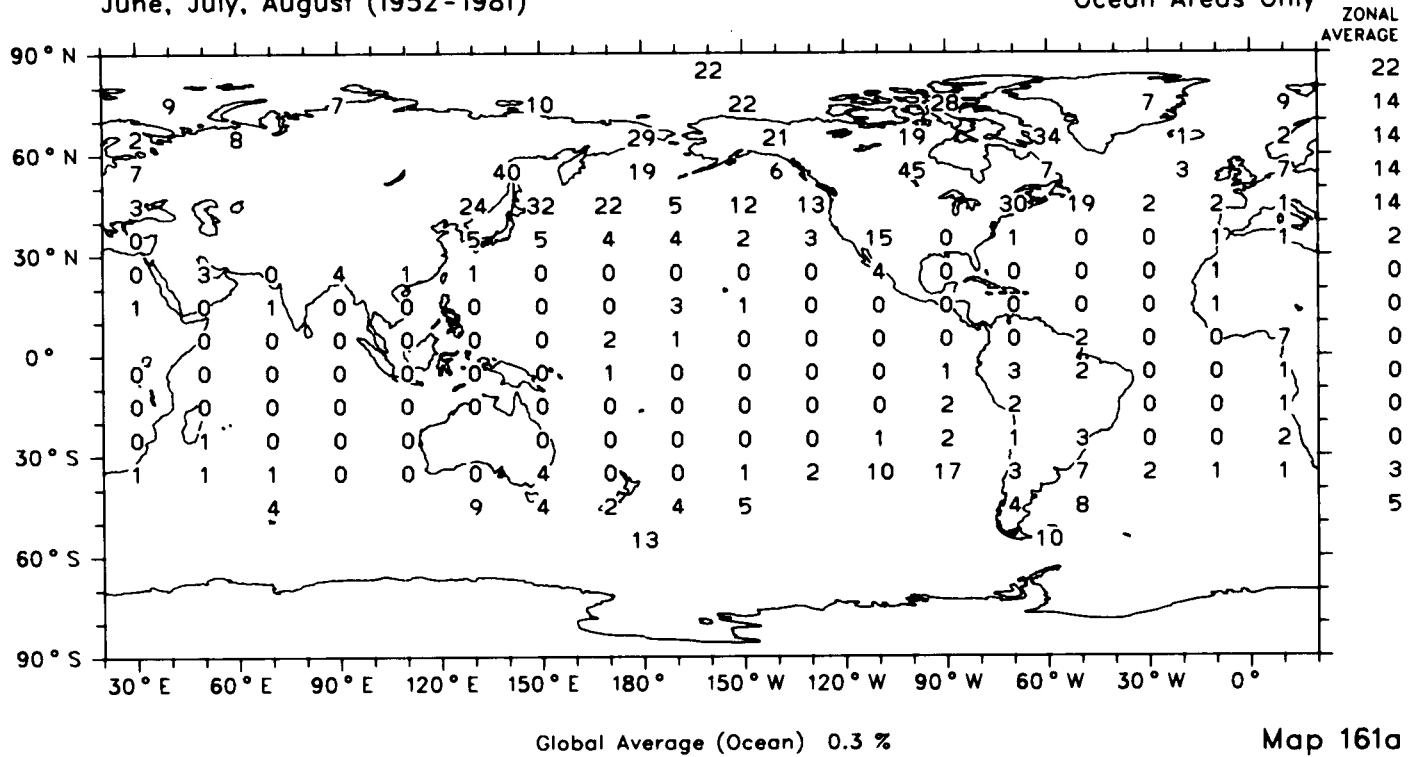 June, July, August (1952-1981) Ocean Areas Only
ZONAL
AVERAGE
90° N 22 22
9 7 10 22 28 7 9 14
2 8 29 21 19 34 2 14
60° N
7 40 19 6 45 7 3 7 14
3 24 32 22 5 12 13 30 19 2 2 1 14
0 5 5 4 4 2 3 15 0 1 0 0 1 1 2
30° N
0 3 0 4 1 1 0 0 0 0 0 4 0 0 0 0 1 0
1 0 1 0 0 0 0 0 3 1 0 0 0 0 0 0 1 0
0 0 0 0 0 0 2 1 0 0 0 0 0 2 0 0 7 0
0°
0 0 0 0 0 0 0 1 0 0 0 0 1 3 2 0 0 1 0
0 0 0 0 0 0 0 0 0 0 0 0 2 2 0 0 1 0
0 1 0 0 0 0 0 0 0 0 1 2 1 3 0 0 2 0
30° S
1 1 1 0 0 0 4 0 0 1 2 10 17 3 7 2 1 1 3
4 9 4 2 4 5 4 8 5
13 10
60° S
90° S
30° E 60° E 90° E 120° E 150° E 180° 150° W 120° W 90° W 60° W 30° W 0°
Global Average (Ocean) 0.3 %
Map 161a